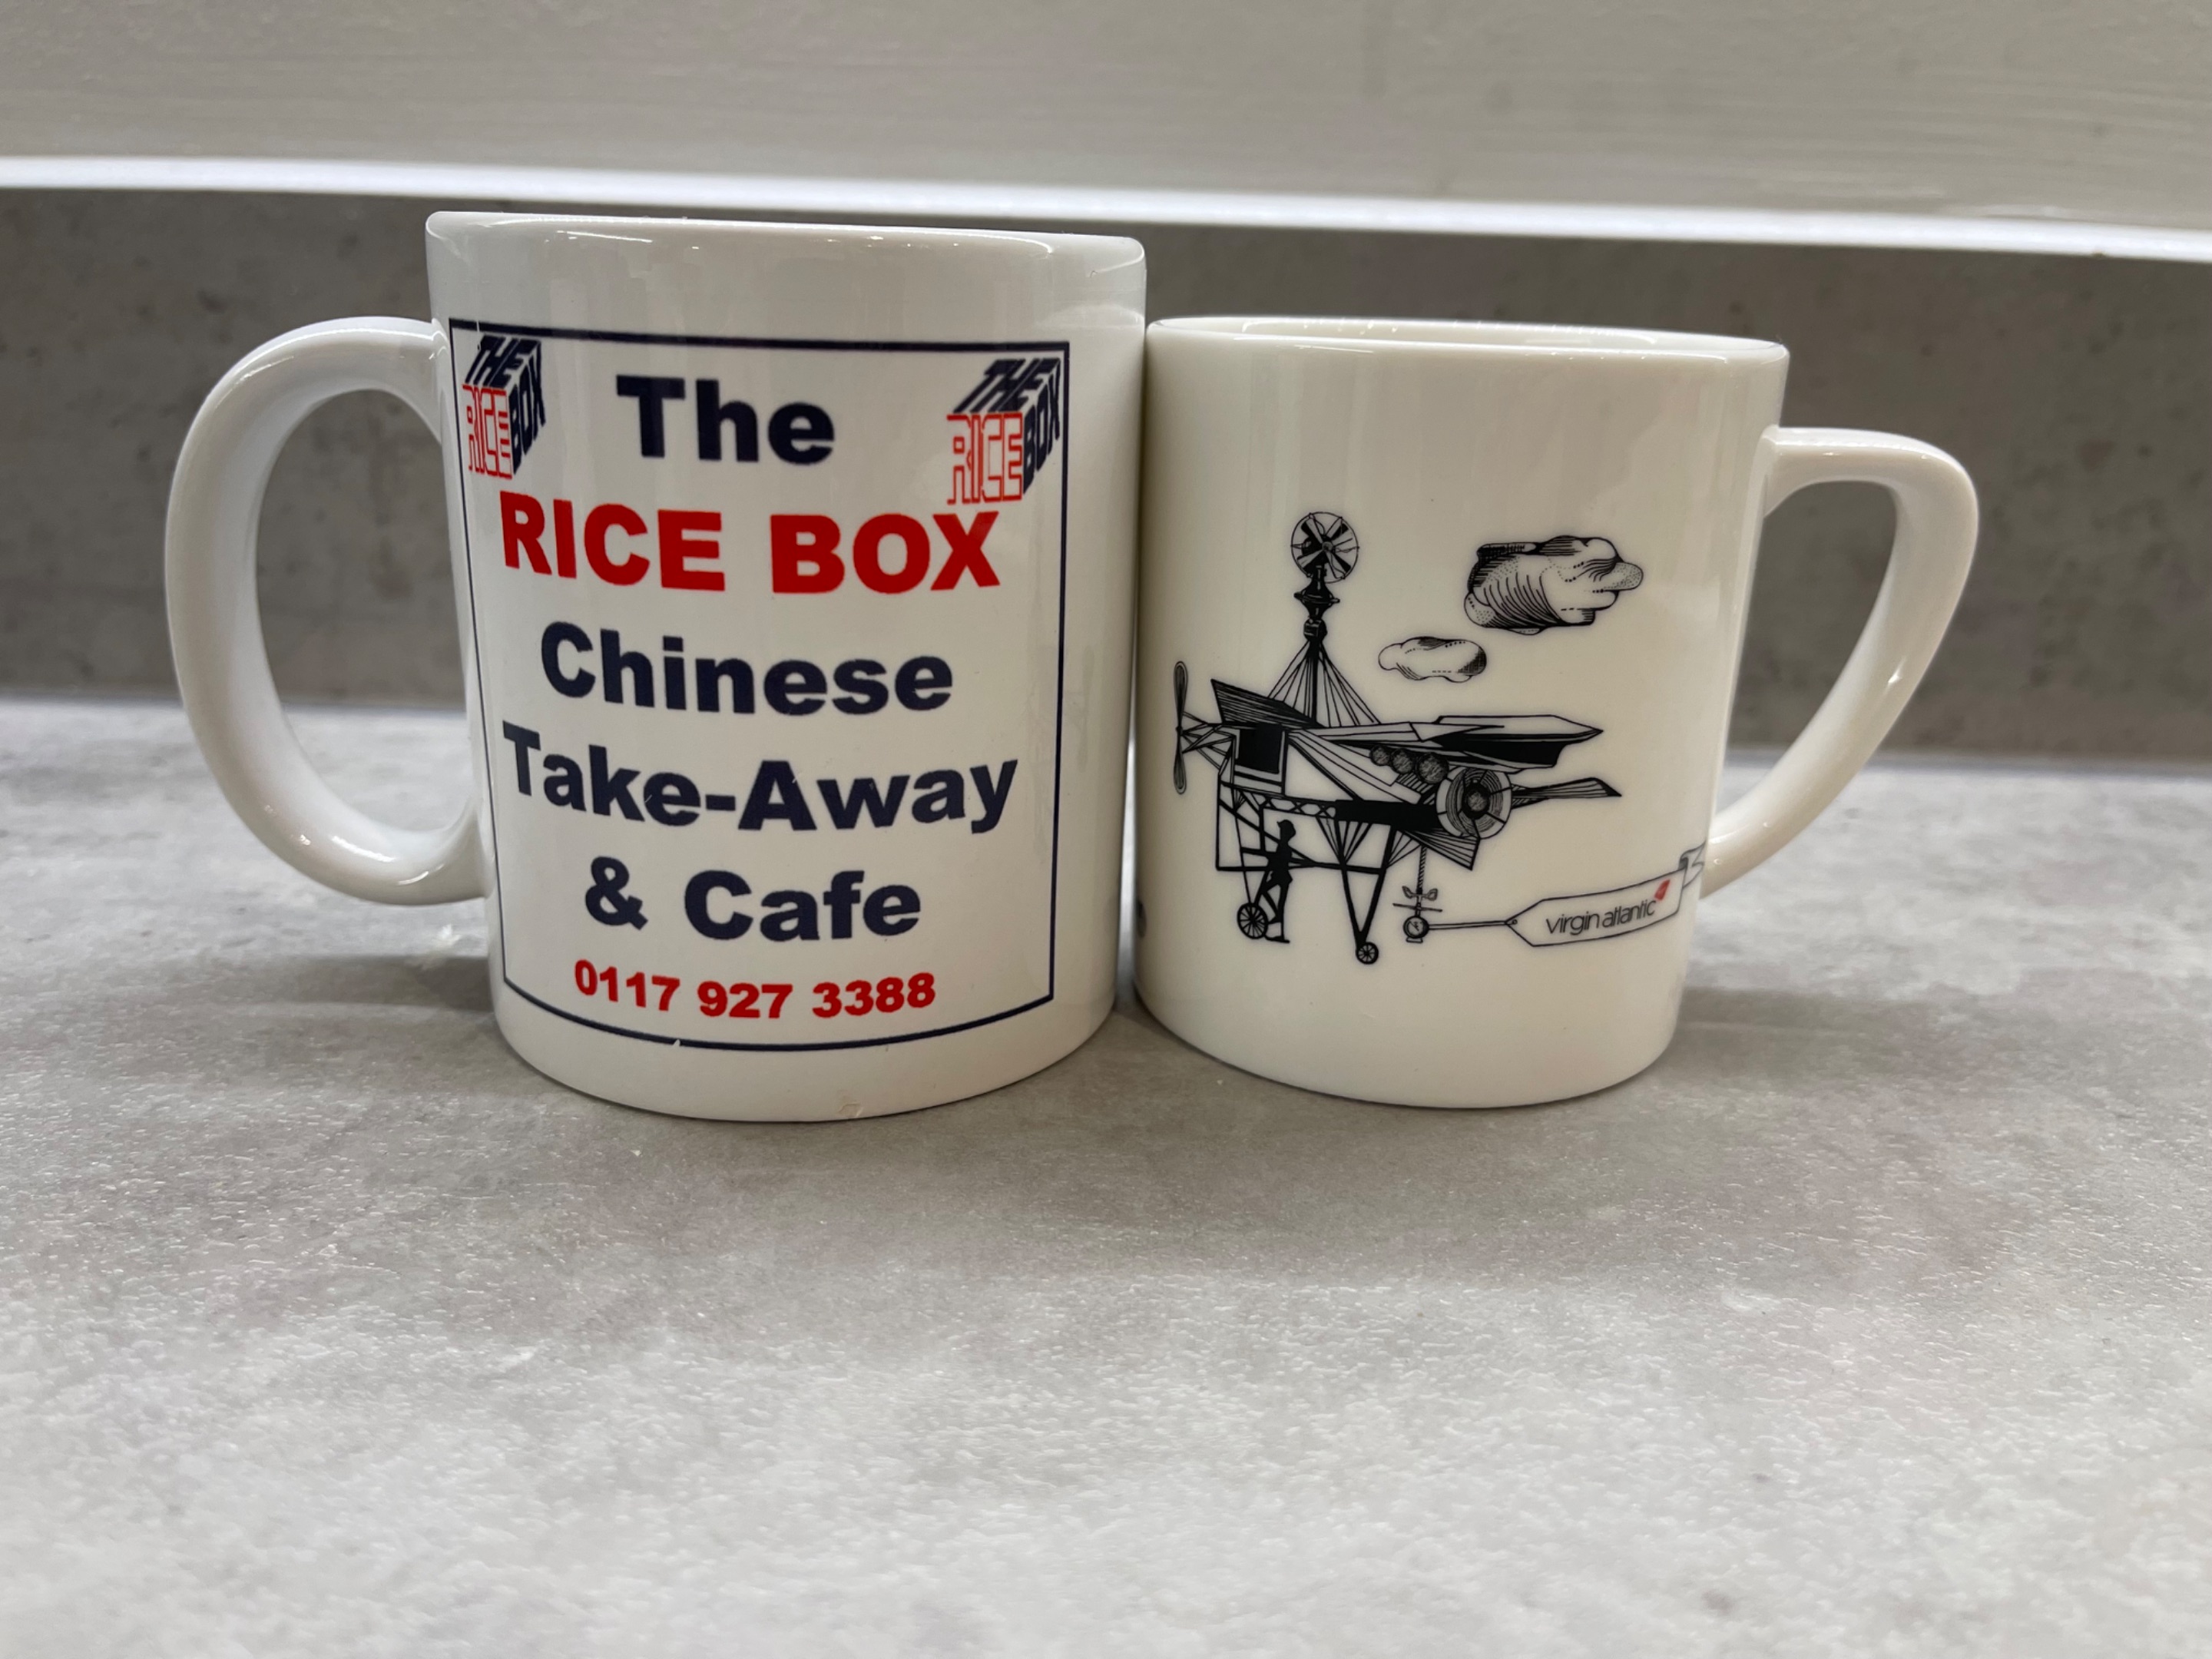 THE RICE BOX
THE RICE BOX
The
RICE BOX
Chinese
Take-Away
& Cafe
0117 927 3388
virgin atlantic